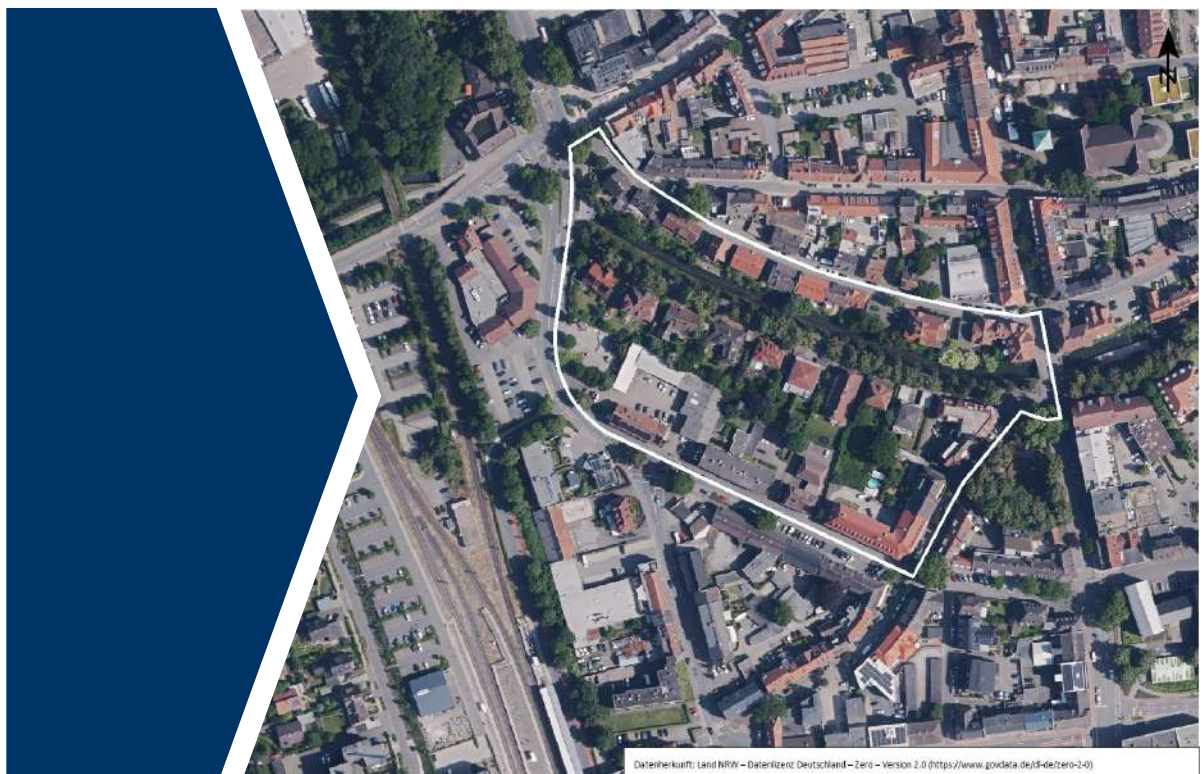 N
Datenherkunft: Land NRW – Datenlizenz Deutschland – Zero – Version 2.0 (https://www.govdata.de/dl-de/zero-2-0)